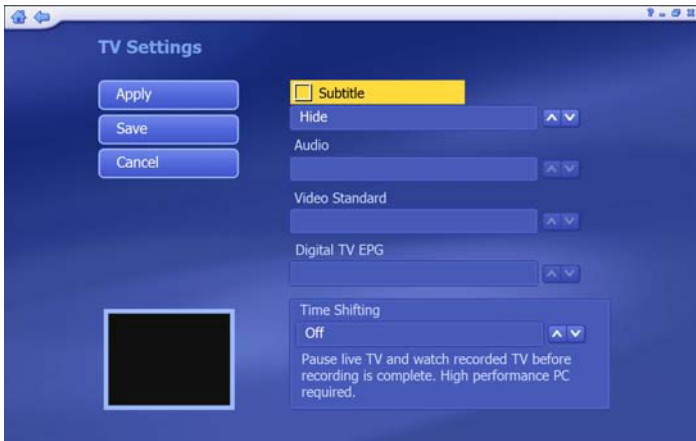 TV Settings
Apply
Save
Cancel
Subtitle
Hide
Audio
Video Standard
Digital TV EPG
Time Shifting
Off
Pause live TV and watch recorded TV before
recording is complete. High performance PC
required.